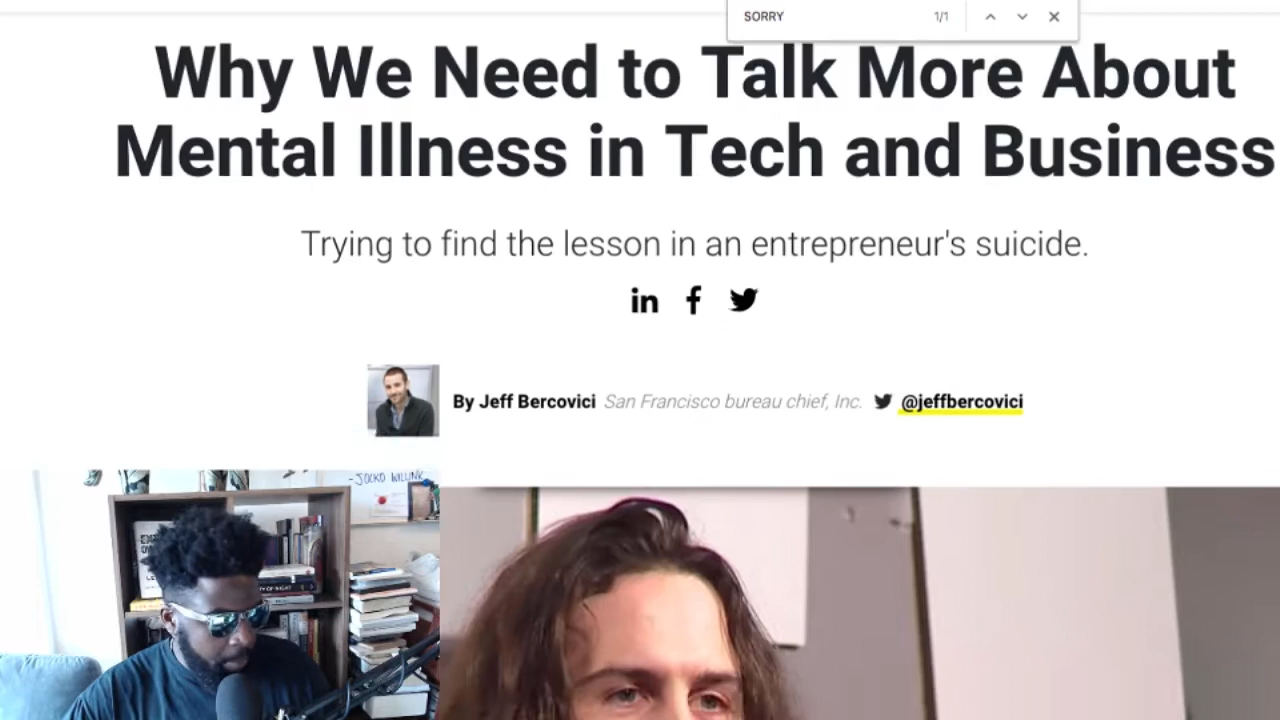 SORRY 1/1
Why We Need to Talk More About
Mental Illness in Tech and Business
Trying to find the lesson in an entrepreneur's suicide.
By Jeff Bercovici San Francisco bureau chief, Inc. @jeffbercovici
-JOCKO WILLINK